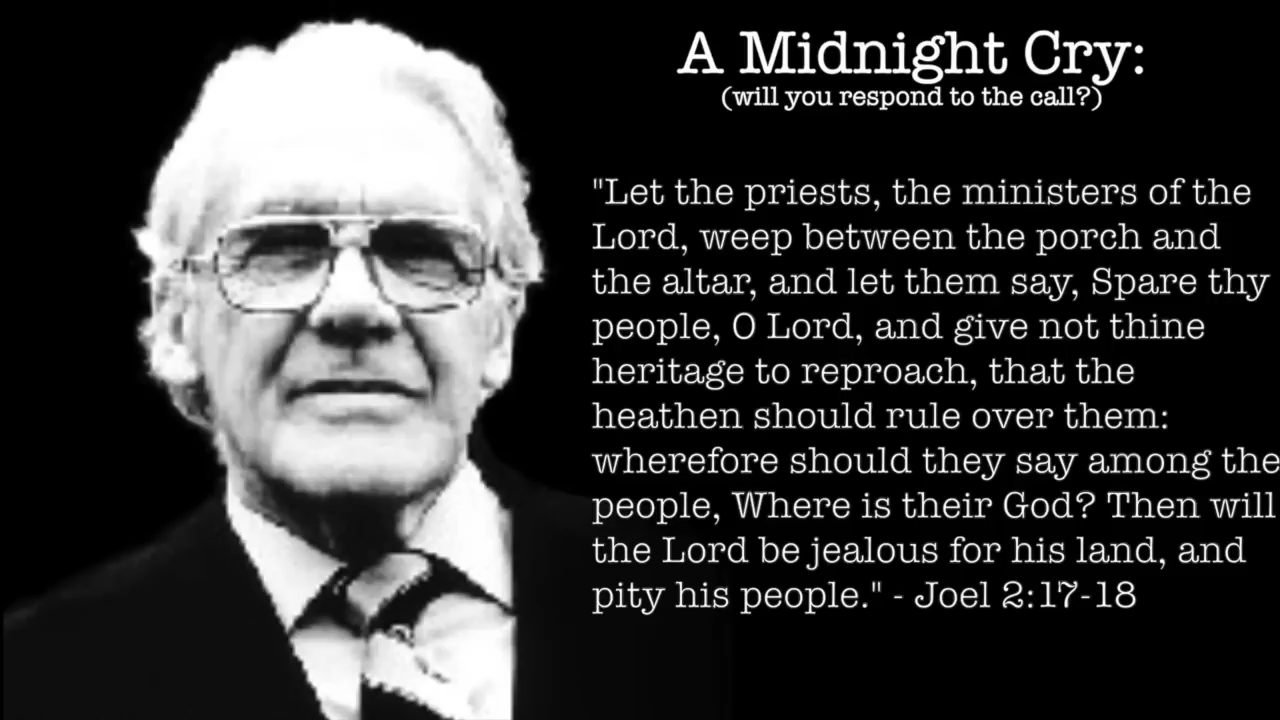 A Midnight Cry:
(will you respond to the call?)
"Let the priests, the ministers of the
Lord, weep between the porch and
the altar, and let them say, Spare thy
people, O Lord, and give not thine
heritage to reproach, that the
heathen should rule over them:
wherefore should they say among the
people, Where is their God? Then will
the Lord be jealous for his land, and
pity his people." - Joel 2:17-18